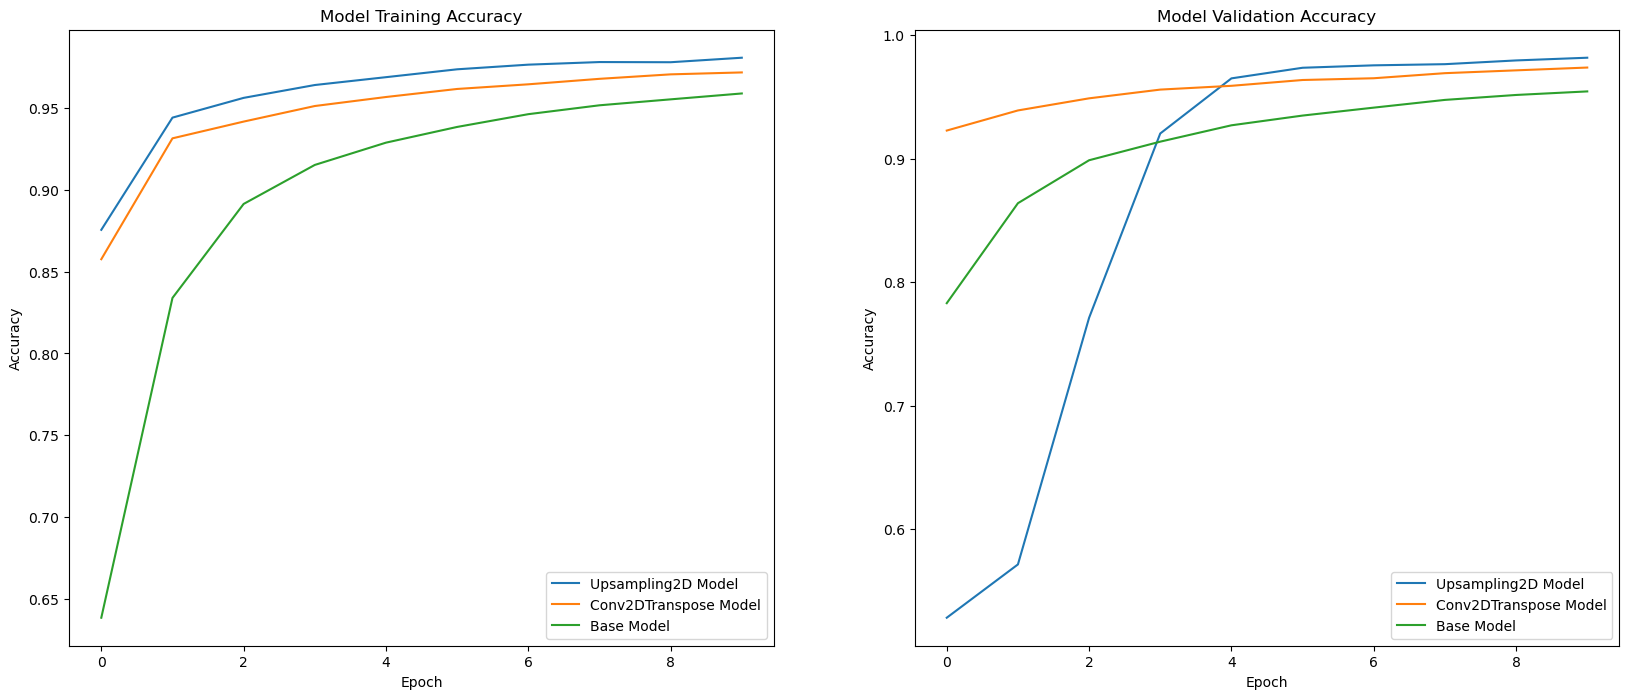 Model Training Accuracy
Accuracy
0.95
0.90
0.85
0.80
0.75
0.70
0.65
0 2 4 6 8
Epoch
Upsampling2D Model
Conv2DTranspose Model
Base Model
Model Validation Accuracy
Accuracy
1.0
0.9
0.8
0.7
0.6
0 2 4 6 8
Epoch
Upsampling2D Model
Conv2DTranspose Model
Base Model